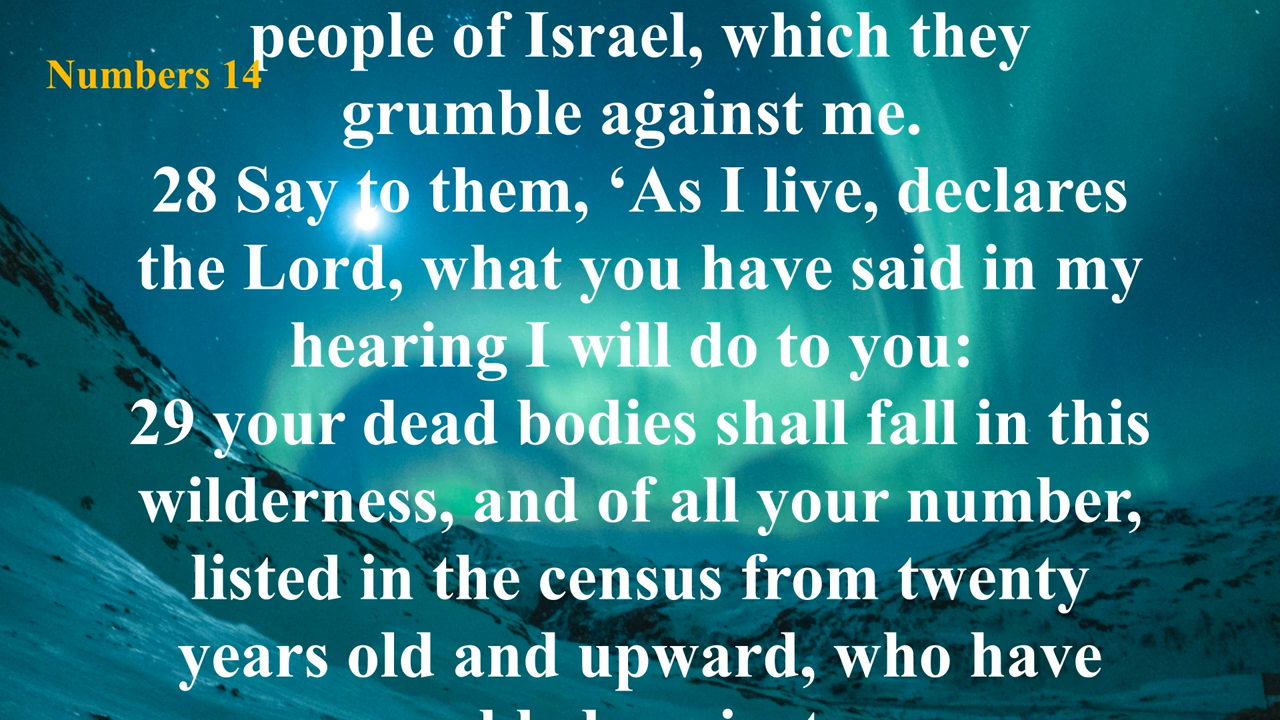 people of Israel, which they
Numbers 14
grumble against me.
28 Say to them, ‘As I live, declares
the Lord, what you have said in my
hearing I will do to you:
29 your dead bodies shall fall in this
wilderness, and of all your number,
listed in the census from twenty
years old and upward, who have